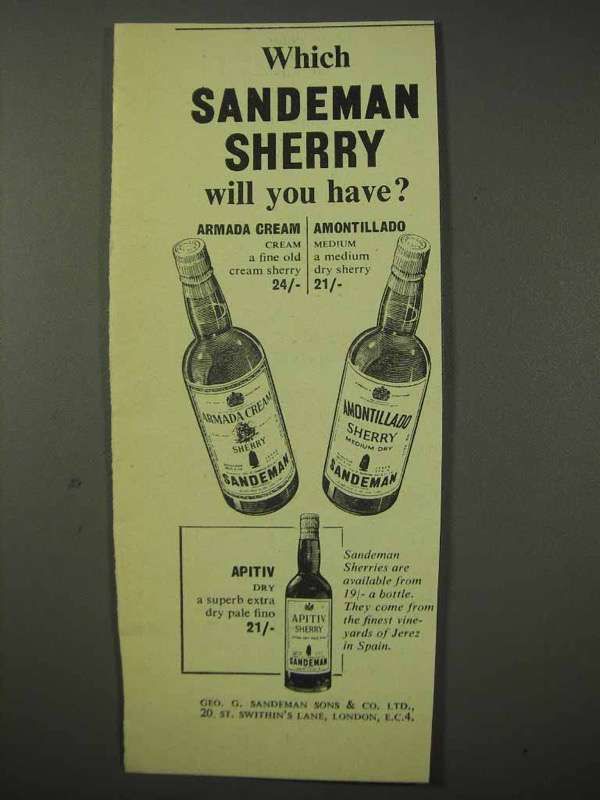 Which
SANDEMAN
SHERRY
will you have?
ARMADA CREAM
CREAM
a fine old
cream sherry
24/-
AMONTILLADO
MEDIUM
a medium
dry sherry
21/-
ARMADA CREAM
SHERRY
SANDEMAN
AMONTILLADO
SHERRY
MEDIUM DRY
SANDEMAN
APITIV
DRY
a superb extra
dry pale fino
21/-
APITIV
SHERRY
SANDEMAN
Sandeman
Sherries are
available from
19/- a bottle.
They come from
the finest vine-
yards of Jerez
in Spain.
GEO. G. SANDEMAN SONS & CO. LTD.,
20, ST. SWITHIN'S LANE, LONDON, E.C.4.